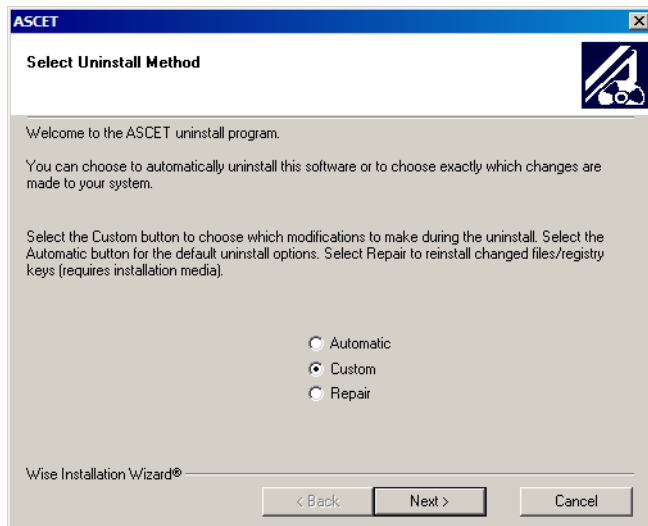 ASCET
Select Uninstall Method
Welcome to the ASCET uninstall program.
You can choose to automatically uninstall this software or to choose exactly which changes are
made to your system.
Select the Custom button to choose which modifications to make during the uninstall. Select the
Automatic button for the default uninstall options. Select Repair to reinstall changed files/registry
keys (requires installation media).
Automatic
Custom
Repair
Wise Installation Wizard®
< Back
Next >
Cancel